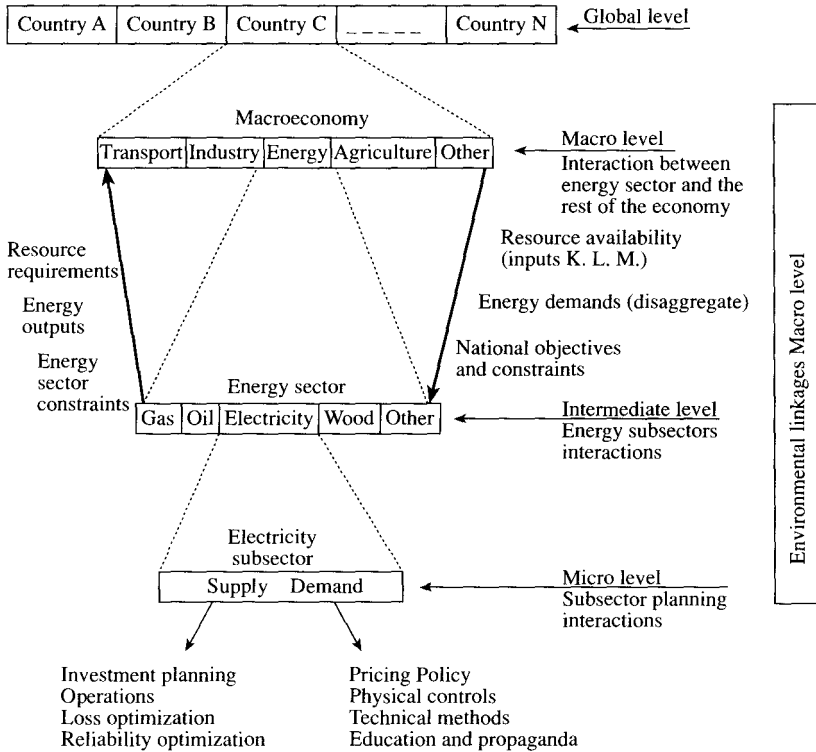 Country A Country B Country C _ _ _ _ _ Country N
Global level
Macroeconomy
Transport Industry Energy Agriculture Other
Macro level
Interaction between
energy sector and the
rest of the economy
Resource
requirements
Energy
outputs
Energy
sector
constraints
Resource availability
(inputs K. L. M.)
Energy demands (disaggregate)
National objectives
and constraints
Energy sector
Gas Oil Electricity Wood Other
Intermediate level
Energy subsectors
interactions
Electricity
subsector
Supply Demand
Micro level
Subsector planning
interactions
Investment planning
Operations
Loss optimization
Reliability optimization
Pricing Policy
Physical controls
Technical methods
Education and propaganda
Environmental linkages Macro level